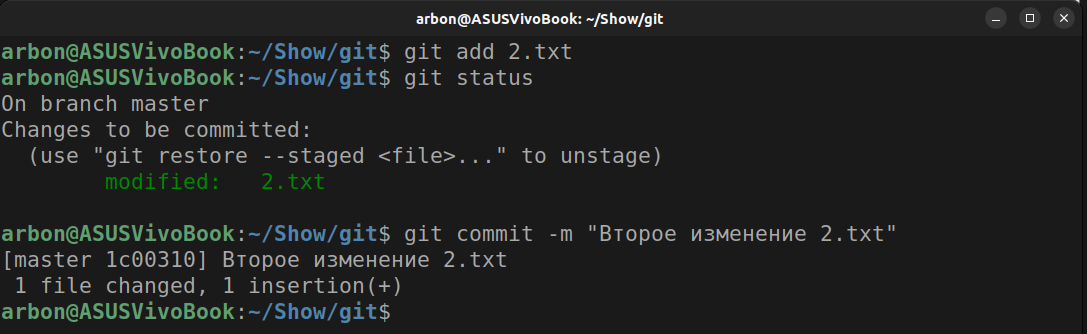 arbon@ASUSVivoBook: ~/Show/git
arbon@ASUSVivoBook:~/Show/git$ git add 2.txt
arbon@ASUSVivoBook:~/Show/git$ git status
On branch master
Changes to be committed:
  (use "git restore --staged <file>..." to unstage)
        modified:   2.txt
arbon@ASUSVivoBook:~/Show/git$ git commit -m "Второе изменение 2.txt"
[master 1c00310] Второе изменение 2.txt
 1 file changed, 1 insertion(+)
arbon@ASUSVivoBook:~/Show/git$